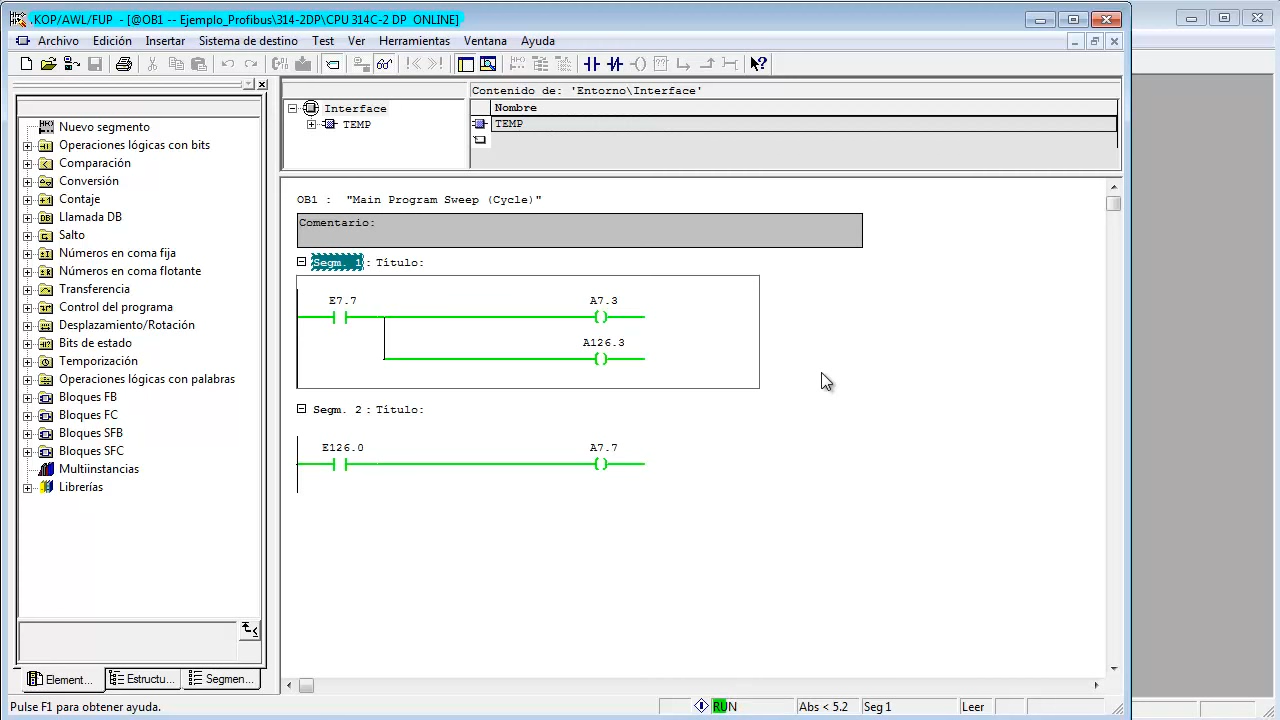 KOP/AWL/FUP - [@OB1 -- Ejemplo_Profibus\314-2DP\CPU 314C-2 DP ONLINE]
Archivo Edición Insertar Sistema de destino Test Ver Herramientas Ventana Ayuda
Nuevo segmento
Operaciones lógicas con bits
Comparación
Conversión
Contaje
Llamada DB
Salto
Números en coma fija
Números en coma flotante
Transferencia
Control del programa
Desplazamiento/Rotación
Bits de estado
Temporización
Operaciones lógicas con palabras
Bloques FB
Bloques FC
Bloques SFB
Bloques SFC
Multiinstancias
Librerías
Element... Estructu... Segmen...
Interface
TEMP
Contenido de: 'Entorno\Interface'
Nombre
TEMP
OB1 : "Main Program Sweep (Cycle)"
Comentario:
Segm. 1 : Título:
E7.7 A7.3
A126.3
Segm. 2 : Título:
E126.0 A7.7
Pulse F1 para obtener ayuda. RUN Abs < 5.2 Seg 1 Leer